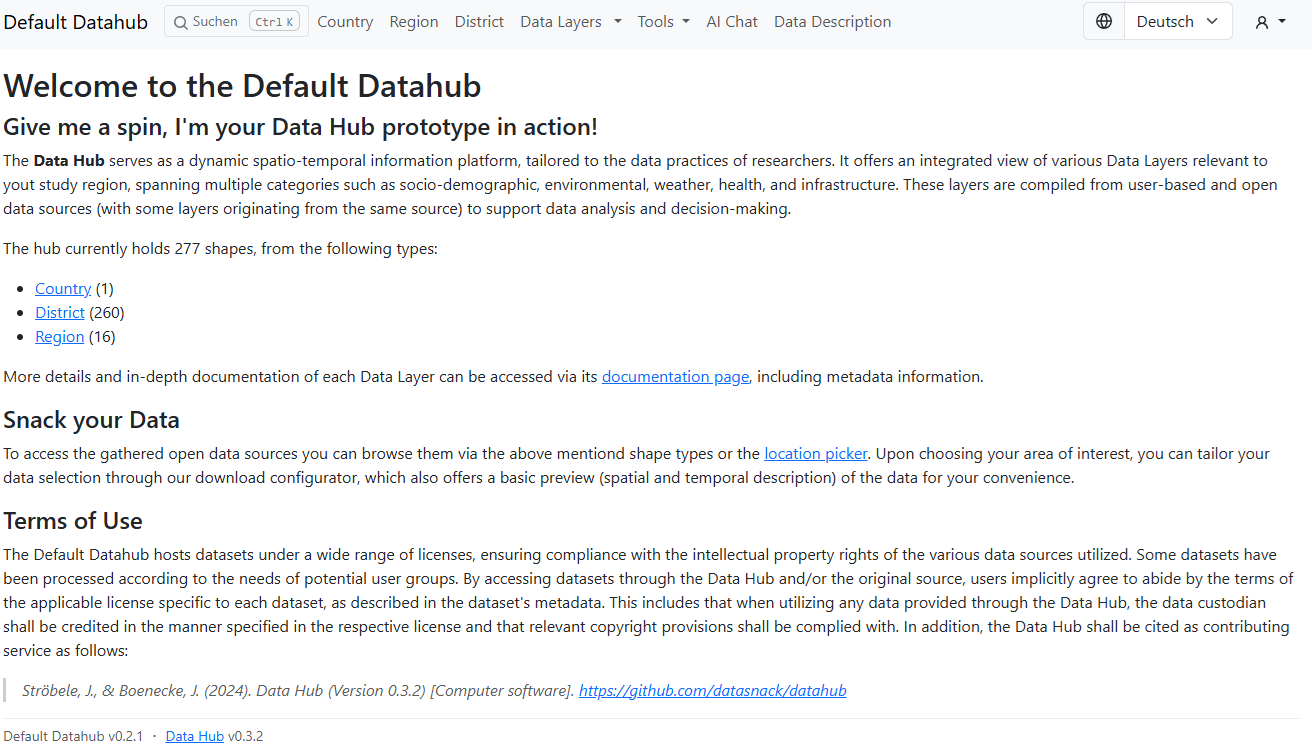 Default Datahub Suchen Ctrl K Country Region District Data Layers Tools AI Chat Data Description Deutsch
Welcome to the Default Datahub
Give me a spin, I'm your Data Hub prototype in action!
The Data Hub serves as a dynamic spatio-temporal information platform, tailored to the data practices of researchers. It offers an integrated view of various Data Layers relevant to
yout study region, spanning multiple categories such as socio-demographic, environmental, weather, health, and infrastructure. These layers are compiled from user-based and open
data sources (with some layers originating from the same source) to support data analysis and decision-making.
The hub currently holds 277 shapes, from the following types:
• Country (1)
• District (260)
• Region (16)
More details and in-depth documentation of each Data Layer can be accessed via its documentation page, including metadata information.
Snack your Data
To access the gathered open data sources you can browse them via the above mentiond shape types or the location picker. Upon choosing your area of interest, you can tailor your
data selection through our download configurator, which also offers a basic preview (spatial and temporal description) of the data for your convenience.
Terms of Use
The Default Datahub hosts datasets under a wide range of licenses, ensuring compliance with the intellectual property rights of the various data sources utilized. Some datasets have
been processed according to the needs of potential user groups. By accessing datasets through the Data Hub and/or the original source, users implicitly agree to abide by the terms of
the applicable license specific to each dataset, as described in the dataset's metadata. This includes that when utilizing any data provided through the Data Hub, the data custodian
shall be credited in the manner specified in the respective license and that relevant copyright provisions shall be complied with. In addition, the Data Hub shall be cited as contributing
service as follows:
Ströbele, J., & Boenecke, J. (2024). Data Hub (Version 0.3.2) [Computer software]. https://github.com/datasnack/datahub
Default Datahub v0.2.1 · Data Hub v0.3.2